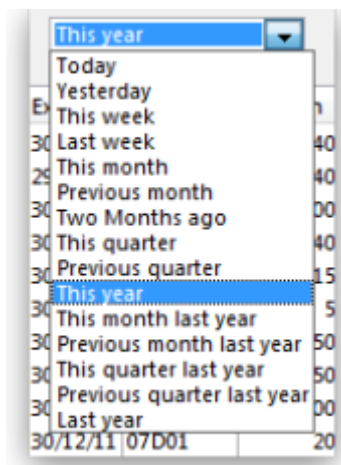 This year
Today
Yesterday
This week
Last week
This month
Previous month
Two Months ago
This quarter
Previous quarter
This year
This month last year
Previous month last year
This quarter last year
Previous quarter last year
Last year
30/12/11 07D01 20